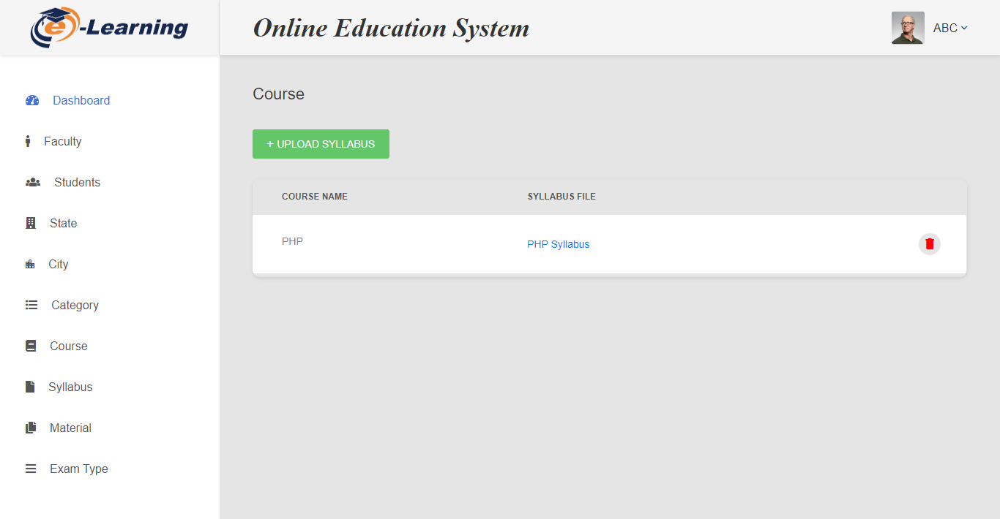 e-Learning
Online Education System
ABC
Dashboard
Faculty
Students
State
City
Category
Course
Syllabus
Material
Exam Type
Course
+ UPLOAD SYLLABUS
COURSE NAME SYLLABUS FILE
PHP PHP Syllabus